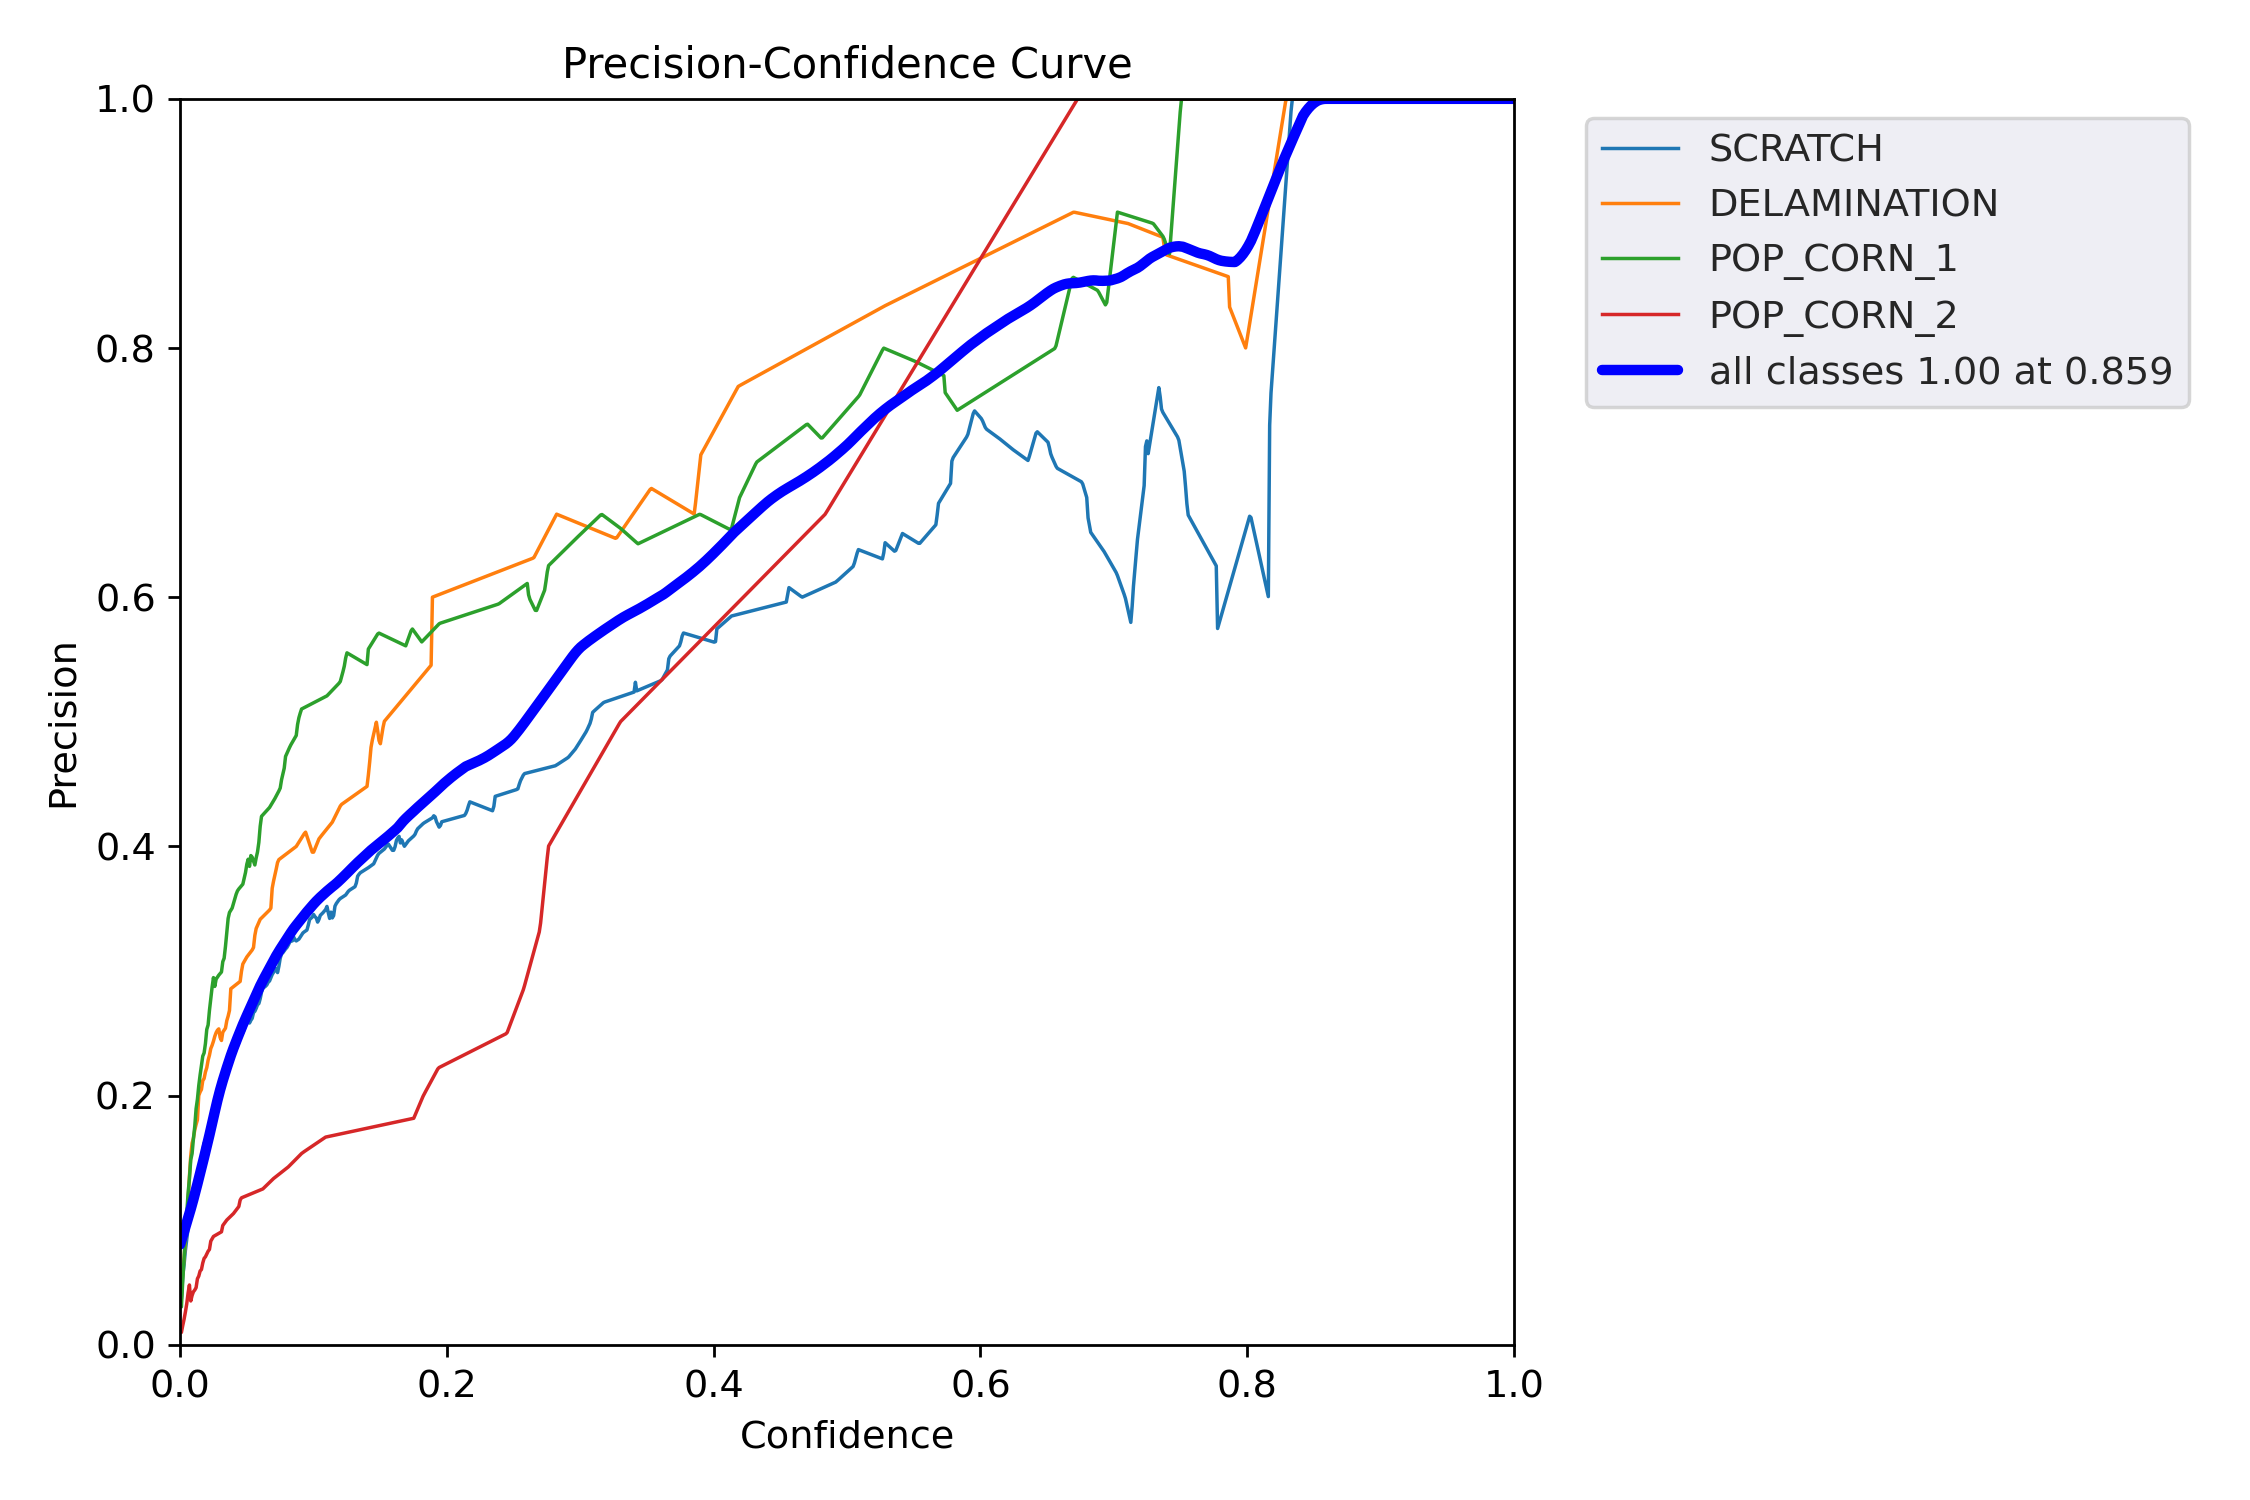 Precision-Confidence Curve
1.0
0.8
0.6
0.4
0.2
0.0
Precision
0.0 0.2 0.4 0.6 0.8 1.0
Confidence
SCRATCH
DELAMINATION
POP_CORN_1
POP_CORN_2
all classes 1.00 at 0.859